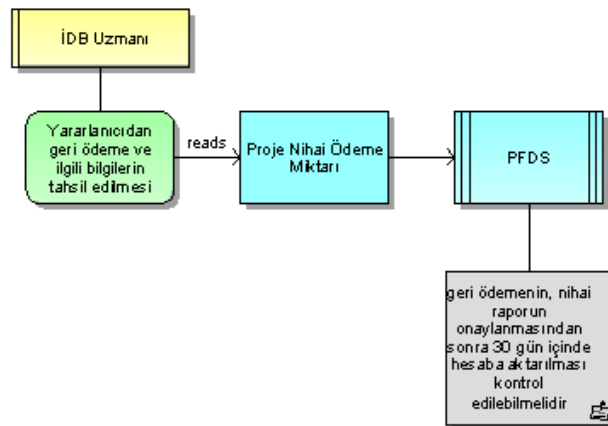 İDB Uzmanı
Yararlanıcıdan
geri ödeme ve
ilgili bilgilerin
tahsil edilmesi
reads
Proje Nihai Ödeme
Miktarı
PFDS
geri ödemenin, nihai
raporun
onaylanmasından
sonra 30 gün içinde
hesaba aktarılması
kontrol
edilebilmelidir